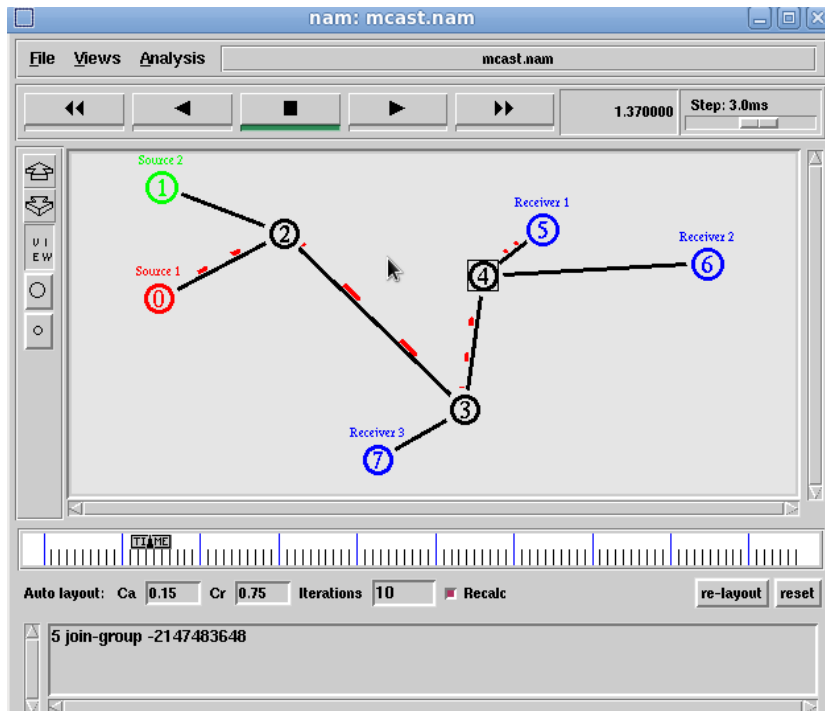 nam: mcast.nam
File Views Analysis mcast.nam
1.370000 Step: 3.0ms
VI
EW
Source 2
1
2
Source 1
0
Receiver 1
5
Receiver 2
6
4
3
Receiver 3
7
TIME
Auto layout: Ca 0.15 Cr 0.75 Iterations 10 Recalc re-layout reset
5 join-group -2147483648